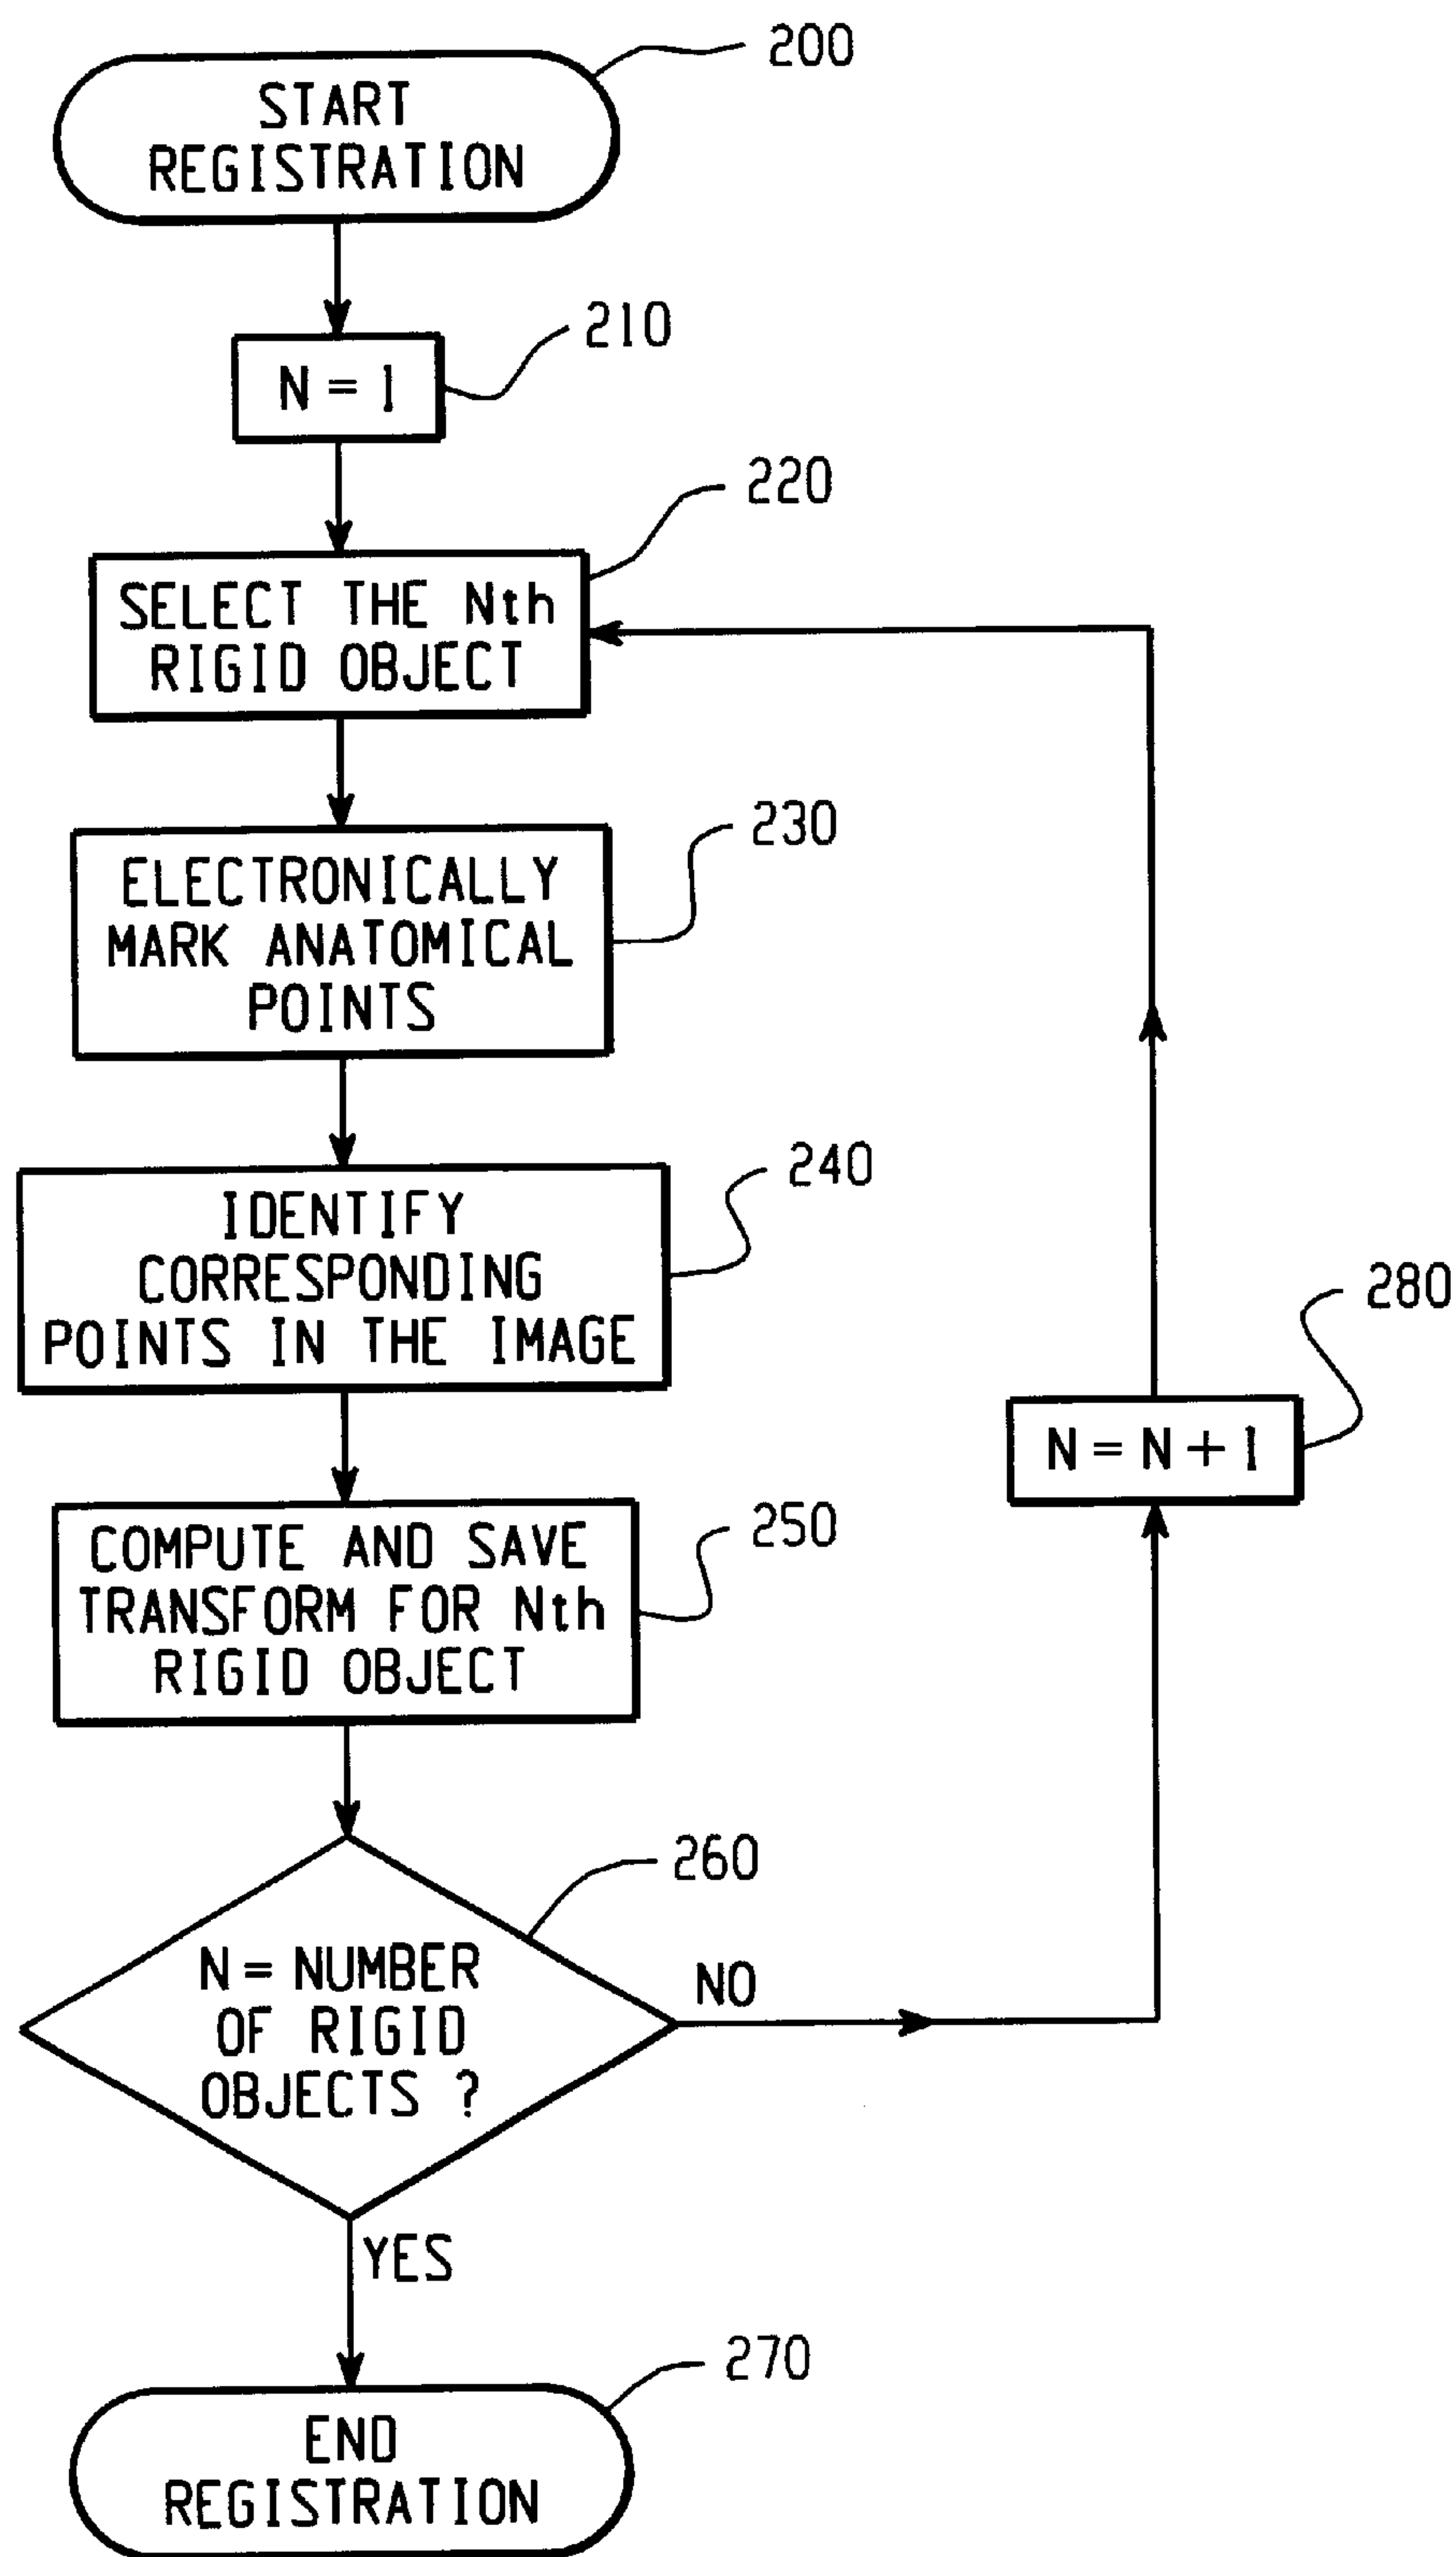 200
START
REGISTRATION
210
N = 1
220
SELECT THE Nth
RIGID OBJECT
230
ELECTRONICALLY
MARK ANATOMICAL
POINTS
240
IDENTIFY
CORRESPONDING
POINTS IN THE IMAGE
280
N = N + 1
250
COMPUTE AND SAVE
TRANSFORM FOR Nth
RIGID OBJECT
260
N = NUMBER
OF RIGID
OBJECTS ?
NO
YES
270
END
REGISTRATION